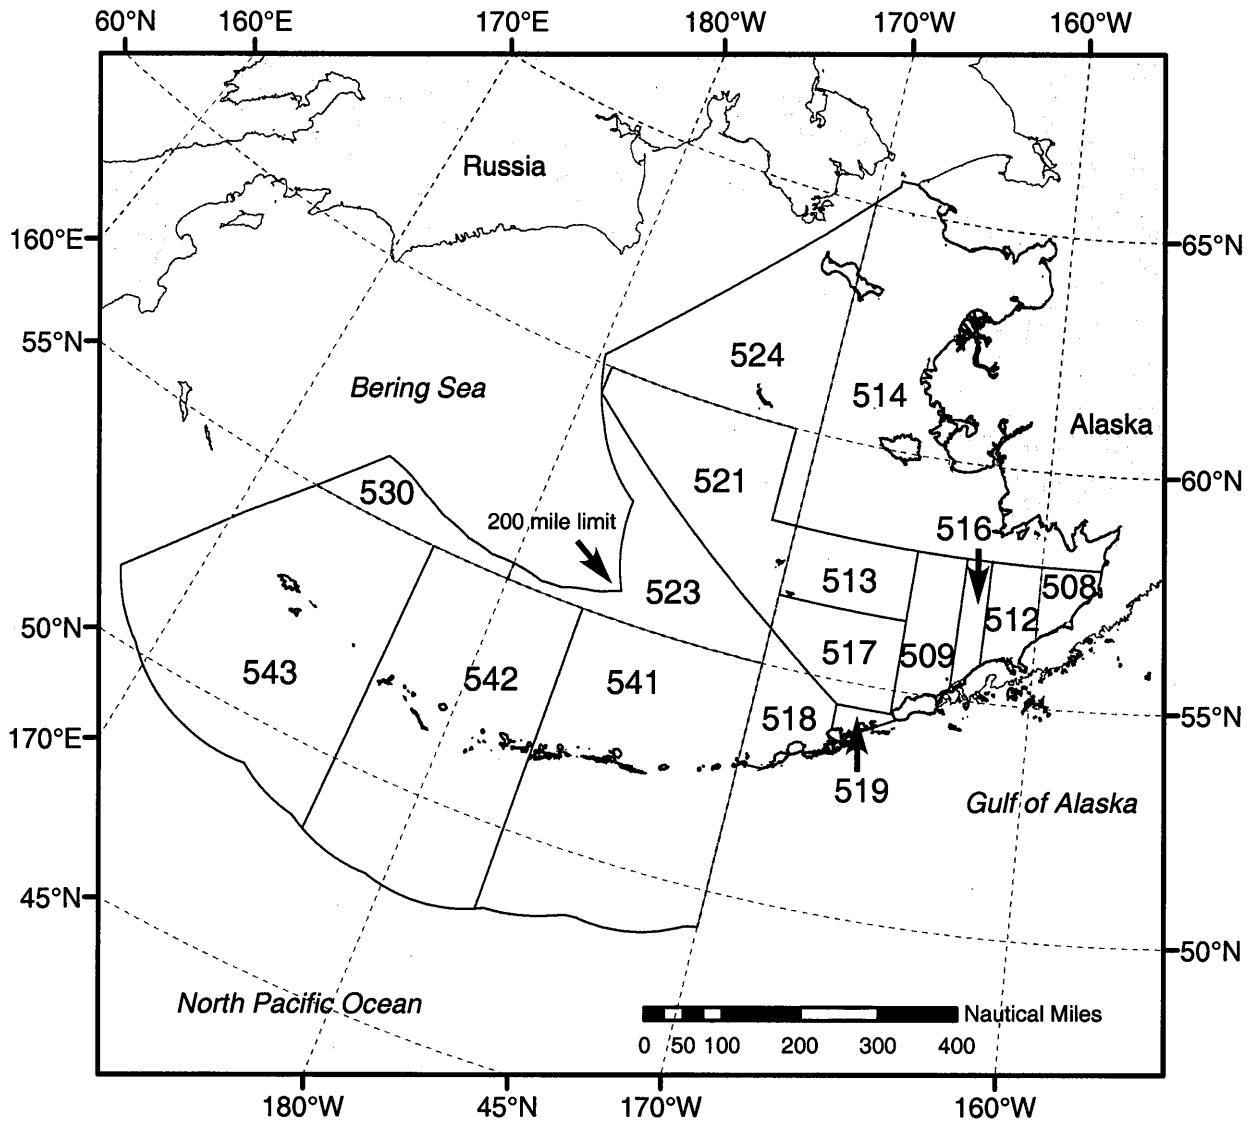 60°N 160°E 170°E 180°W 170°W 160°W
Russia
160°E
65°N
55°N
Bering Sea
524
514
Alaska
530
521
60°N
200 mile limit
516
513
508
523
512
50°N
517
509
543
542
541
518
55°N
170°E
519
Gulf of Alaska
45°N
50°N
North Pacific Ocean
Nautical Miles
0 50 100 200 300 400
180°W 45°N 170°W 160°W